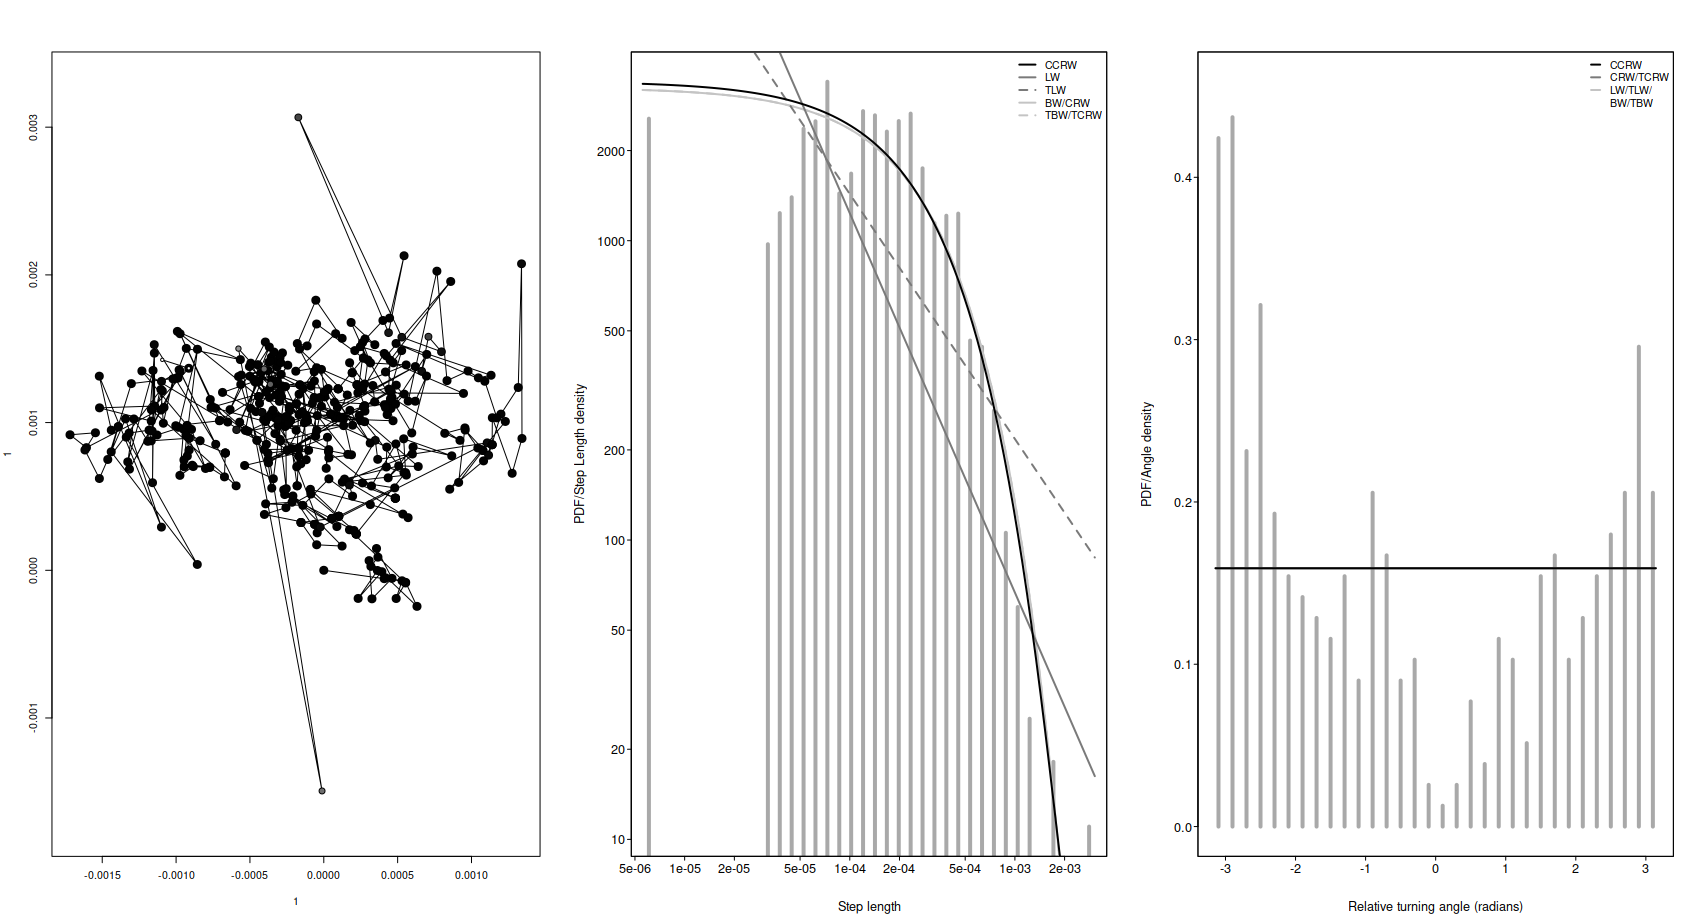 0.003
0.002
0.001
0.000
-0.001
1
-0.0015
-0.0010
-0.0005
0.0000
0.0005
0.0010
1
CCRW
LW
TLW
BW/CRW
TBW/TCRW
2000
1000
500
200
100
50
20
10
PDF/Step Length density
5e-06
1e-05
2e-05
5e-05
1e-04
2e-04
5e-04
1e-03
2e-03
Step length
CCRW
CRW/TCRW
LW/TLW/
BW/TBW
0.4
0.3
0.2
0.1
0.0
PDF/Angle density
-3
-2
-1
0
1
2
3
Relative turning angle (radians)